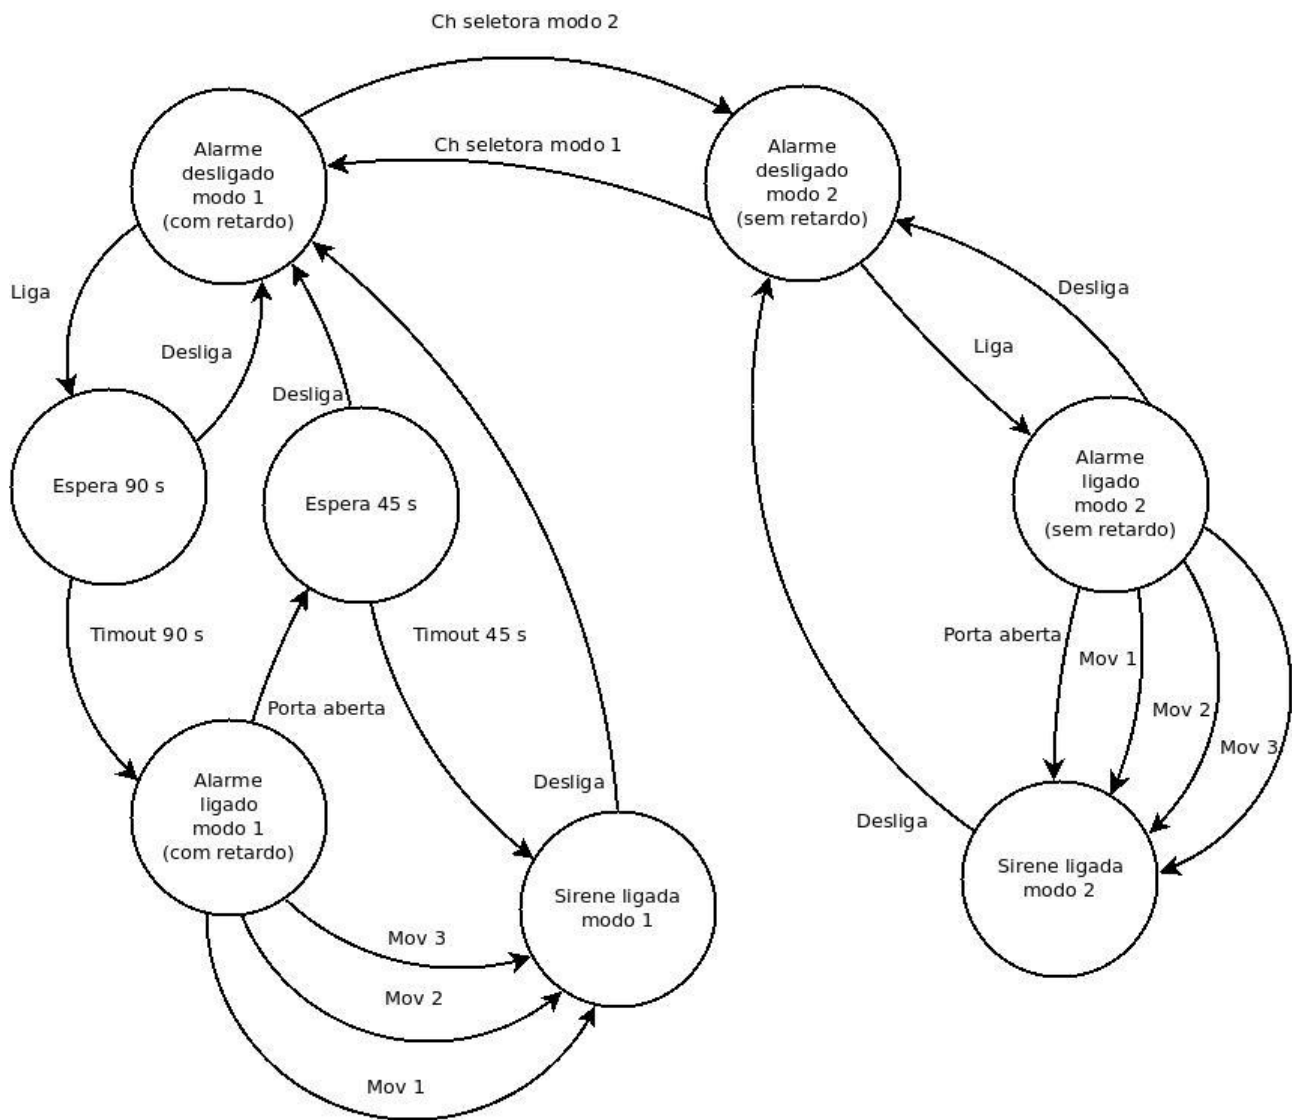 Ch seletora modo 2
Ch seletora modo 1
Alarme
desligado
modo 1
(com retardo)
Alarme
desligado
modo 2
(sem retardo)
Liga
Desliga
Desliga
Desliga
Liga
Espera 90 s
Espera 45 s
Alarme
ligado
modo 2
(sem retardo)
Timout 90 s
Timout 45 s
Porta aberta
Mov 1
Mov 2
Mov 3
Porta aberta
Desliga
Desliga
Alarme
ligado
modo 1
(com retardo)
Sirene ligada
modo 1
Sirene ligada
modo 2
Mov 3
Mov 2
Mov 1